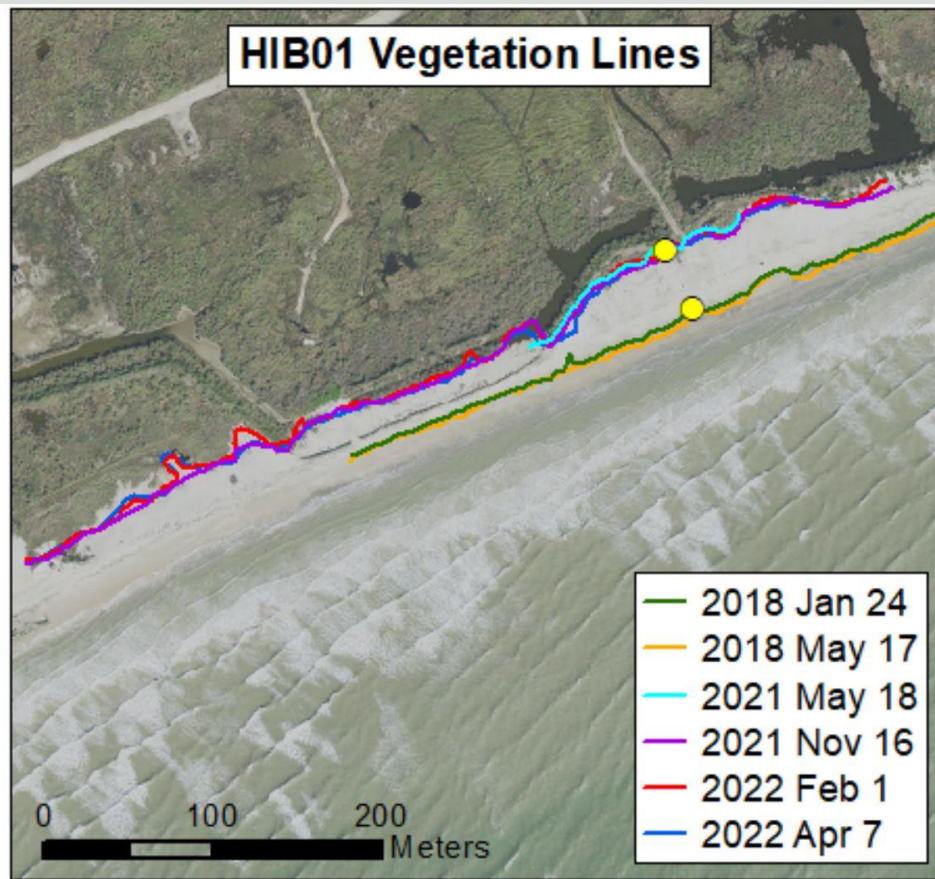 HIB01 Vegetation Lines
2018 Jan 24
2018 May 17
2021 May 18
2021 Nov 16
2022 Feb 1
2022 Apr 7
0 100 200
Meters